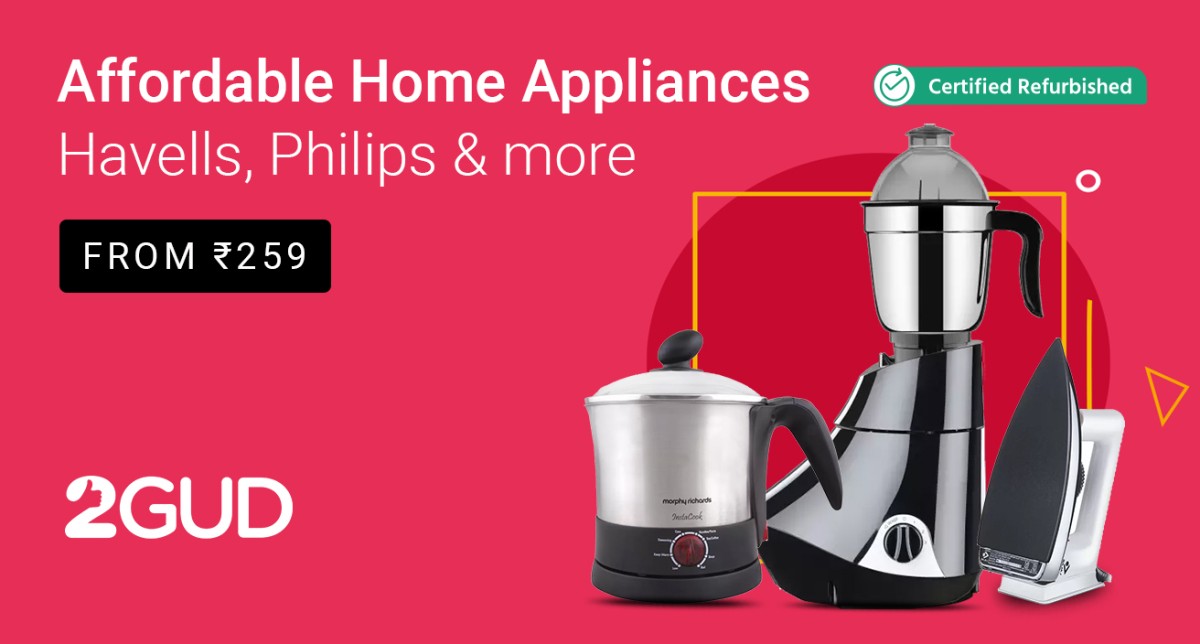 Affordable Home Appliances
Certified Refurbished
Havells, Philips & more
FROM ₹259
2GUD
morphy richards
InstaCook